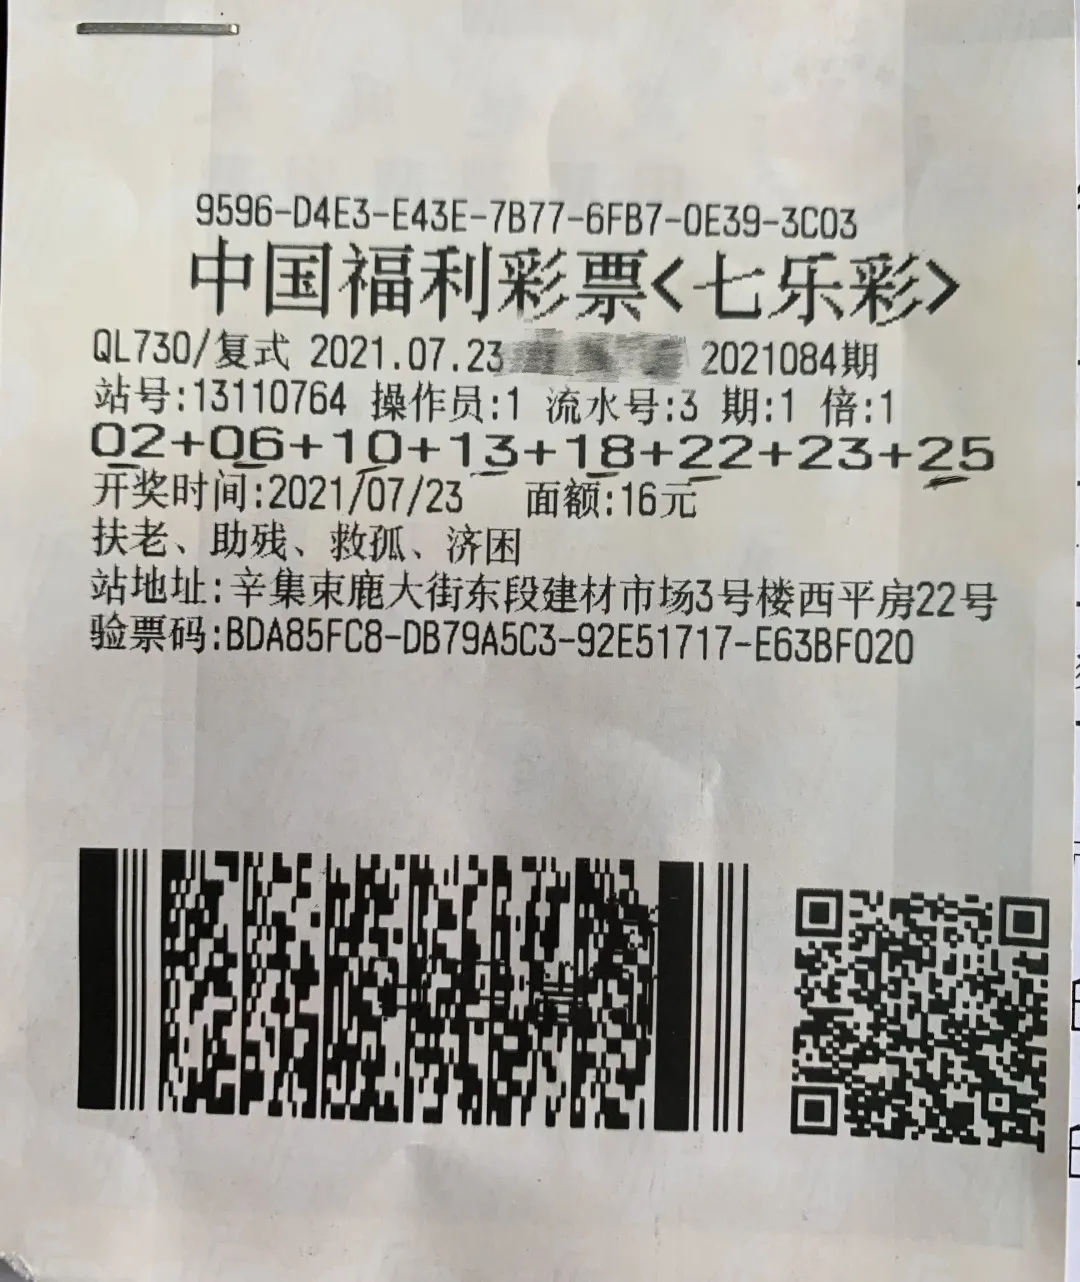 9596-D4E3-E43E-7B77-6FB7-0E39-3C03
中国福利彩票<七乐彩>
QL730/复式 2021.07.23 2021084期
站号:13110764 操作员:1 流水号:3 期:1 倍:1
02+06+10+13+18+22+23+25
开奖时间:2021/07/23 面额:16元
扶老、助残、救孤、济困
站地址:辛集束鹿大街东段建材市场3号楼西平房22号
验票码:BDA85FC8-DB79A5C3-92E51717-E63BF020